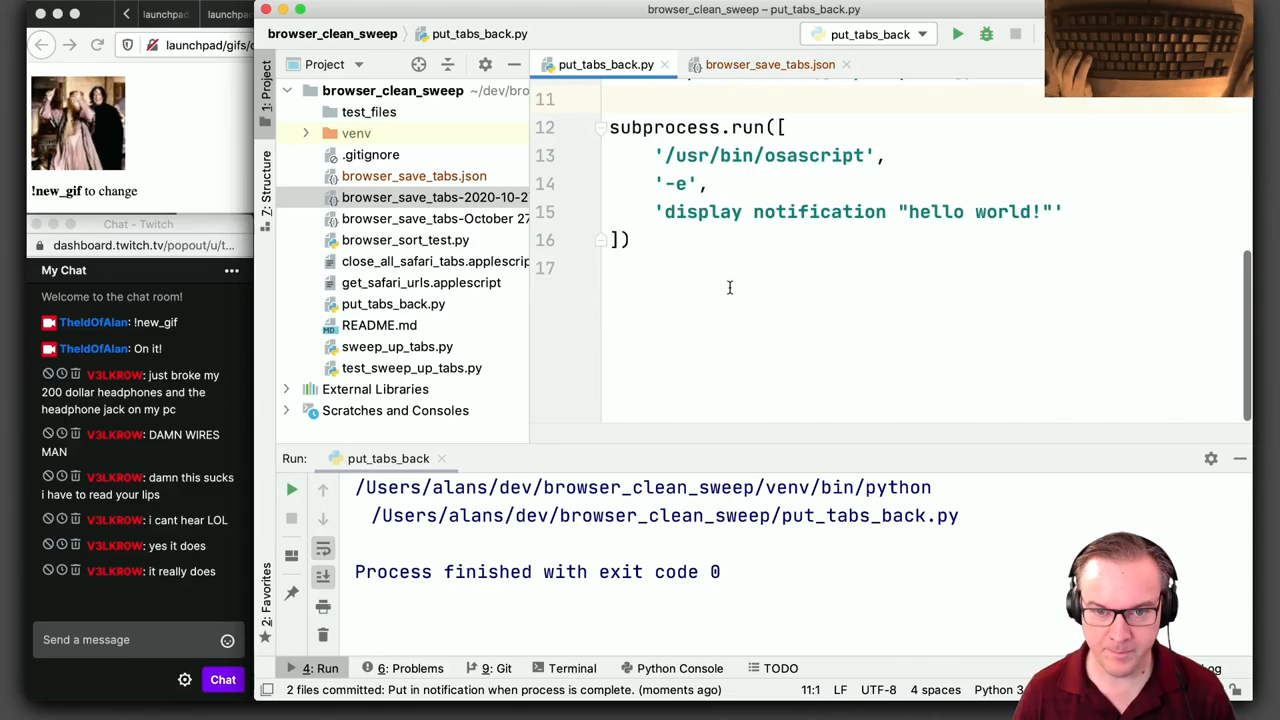 launchpad
launchpad
launchpad/gifs/
!new_gif to change
Chat - Twitch
dashboard.twitch.tv/popout/u/t...
My Chat
Welcome to the chat room!
TheIdOfAlan: !new_gif
TheIdOfAlan: On it!
V3LKR0W: just broke my
200 dollar headphones and the
headphone jack on my pc
V3LKR0W: DAMN WIRES
MAN
V3LKR0W: damn this sucks
i have to read your lips
V3LKR0W: i cant hear LOL
V3LKR0W: yes it does
V3LKR0W: it really does
Send a message
Chat
browser_clean_sweep – put_tabs_back.py
browser_clean_sweep
put_tabs_back.py
put_tabs_back
1: Project
7: Structure
2: Favorites
Project
browser_clean_sweep ~/dev/bro
test_files
venv
.gitignore
browser_save_tabs.json
browser_save_tabs-2020-10-2
browser_save_tabs-October 27
browser_sort_test.py
close_all_safari_tabs.applescrip
get_safari_urls.applescript
put_tabs_back.py
README.md
sweep_up_tabs.py
test_sweep_up_tabs.py
External Libraries
Scratches and Consoles
put_tabs_back.py
browser_save_tabs.json
11
12 subprocess.run([
13 '/usr/bin/osascript',
14 '-e',
15 'display notification "hello world!"'
16 ])
17
Run: put_tabs_back
/Users/alans/dev/browser_clean_sweep/venv/bin/python
/Users/alans/dev/browser_clean_sweep/put_tabs_back.py
Process finished with exit code 0
4: Run
6: Problems
9: Git
Terminal
Python Console
TODO
2 files committed: Put in notification when process is complete. (moments ago)
11:1 LF UTF-8 4 spaces Python 3